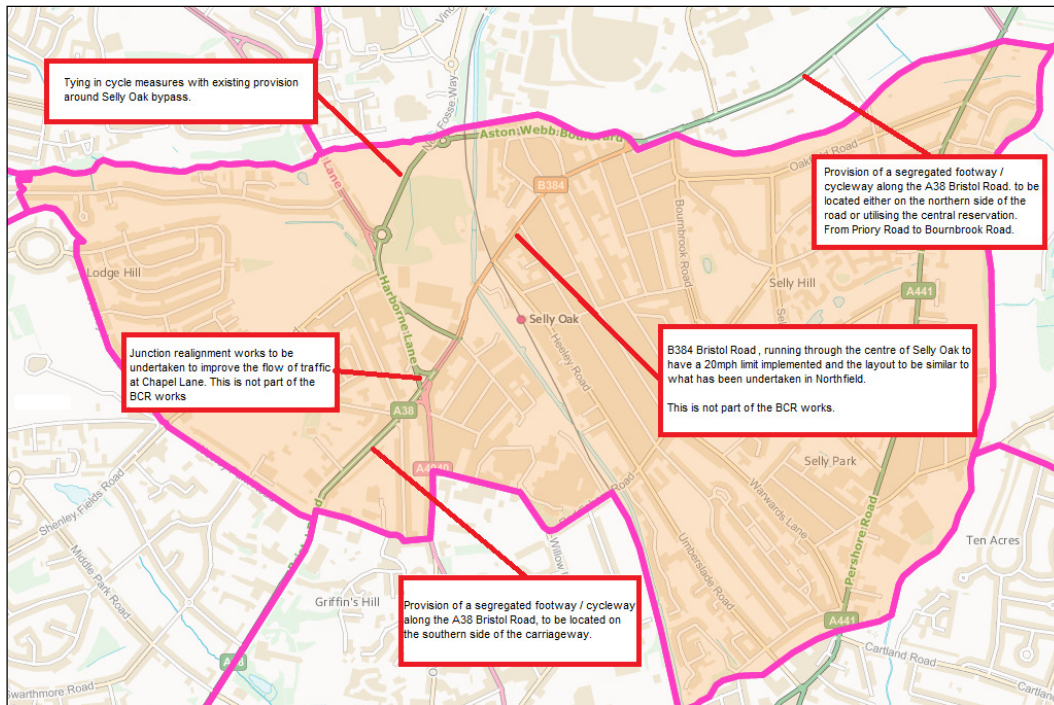 Tying in cycle measures with existing provision
around Selly Oak bypass.
Aston Webb Boulevard
B384
Oakfield Road
Bournbrook Road
Provision of a segregated footway /
cycleway along the A38 Bristol Road. to be
located either on the northern side of the
road or utilising the central reservation.
From Priory Road to Bournbrook Road.
Lane
Lodge Hill
Harborne Lane
Selly Oak
Selly Hill
A441
Heeley Road
Junction realignment works to be
undertaken to improve the flow of traffic
at Chapel Lane. This is not part of the
BCR works
B384 Bristol Road , running through the centre of Selly Oak to
have a 20mph limit implemented and the layout to be similar to
what has been undertaken in Northfield.
This is not part of the BCR works.
A38
A4040
Selly Park
Warwards Lane
Shenley Fields Road
Middle Park Road
Pershore Road
Ten Acres
Umberslade Road
Griffin's Hill
Provision of a segregated footway / cycleway
along the A38 Bristol Road, to be located on
the southern side of the carriageway.
A441
Cartland Road
A38
Swarthmore Road